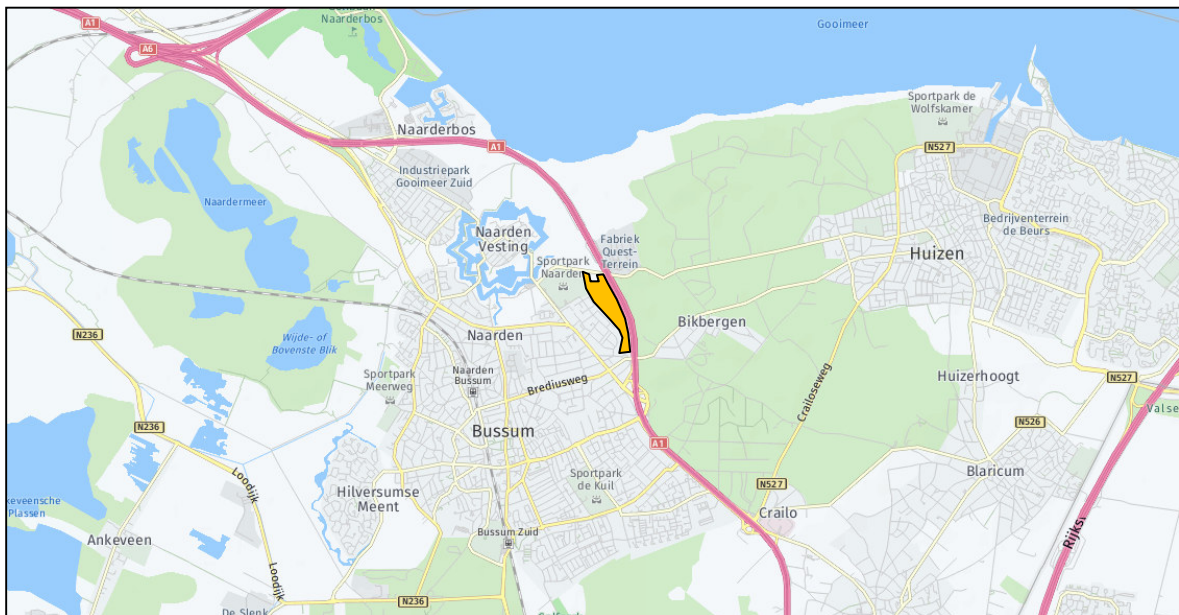 Naarderbos
A1
A6
Gooimeer
Naarderbos
A1
Sportpark de
Wolfskamer
N527
Industriepark
Gooimeer Zuid
Naardermeer
Naarden
Vesting
Fabriek
Quest-
Terrein
Sportpark
Naarden
Bedrijventerrein
de Beurs
Huizen
N236
Wijde- of
Bovenste Blik
Naarden
Bikbergen
Sportpark
Meerweg
Naarden
Bussum
Brediusweg
Crailoseweg
Huizerhoogt
N527
Valse
N236
Bussum
A1
N526
Blaricum
Loodijk
Hilversumse
Meent
Sportpark
de Kuil
N527
Crailo
keveensche
Plassen
Ankeveen
Bussum Zuid
Rijks
Loodijk
De Slenk
N236